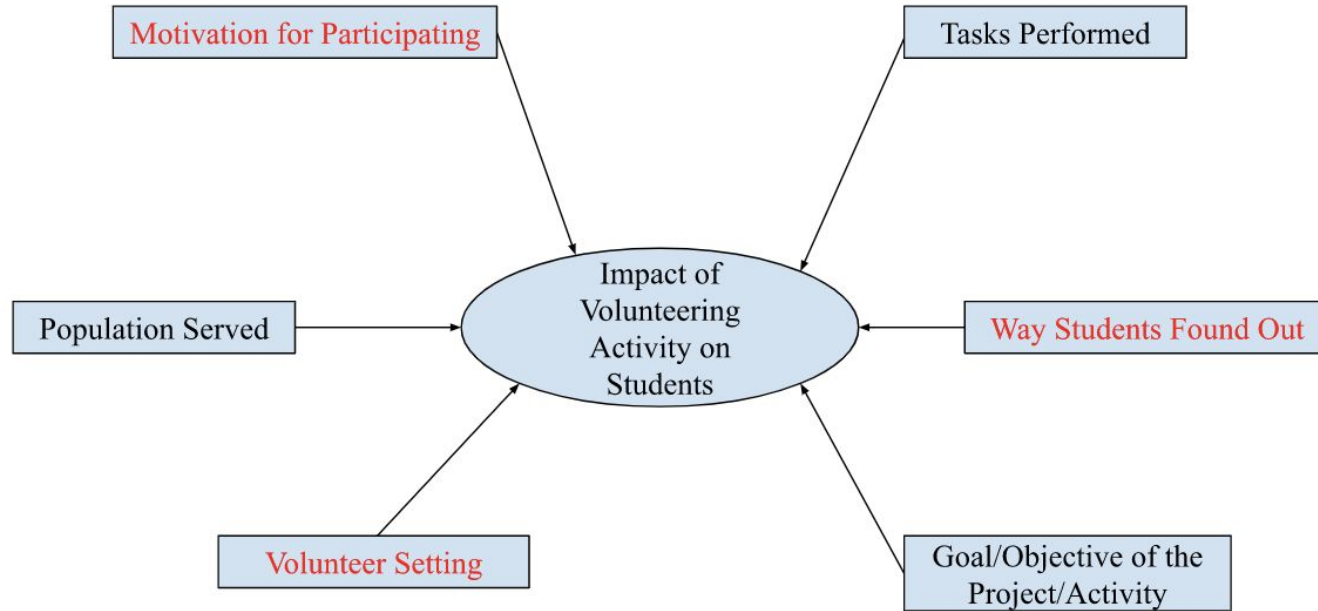 Motivation for Participating
Tasks Performed
Impact of
Volunteering
Activity on
Students
Population Served
Way Students Found Out
Volunteer Setting
Goal/Objective of the
Project/Activity